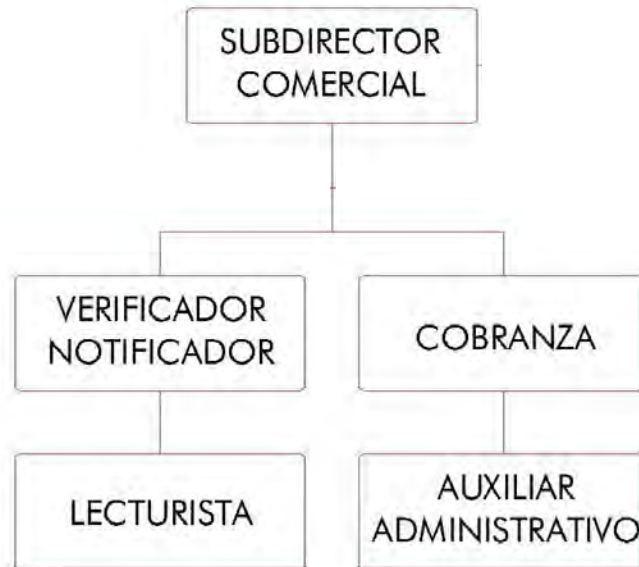 SUBDIRECTOR
COMERCIAL
VERIFICADOR
NOTIFICADOR
COBRANZA
LECTURISTA
AUXILIAR
ADMINISTRATIVO